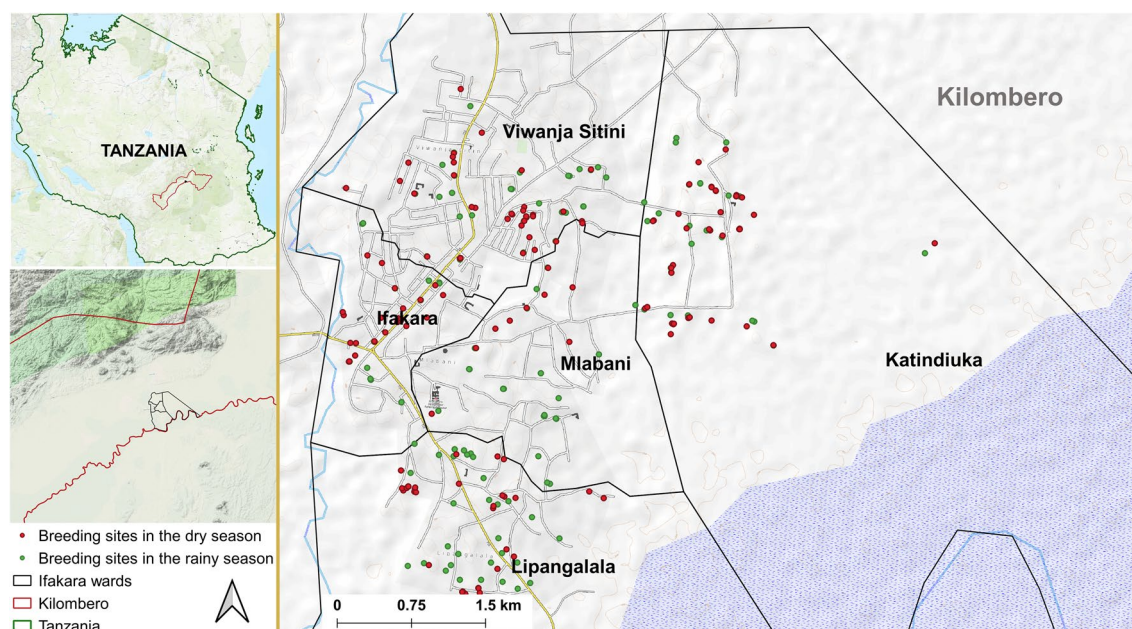 TANZANIA
Breeding sites in the dry season
Breeding sites in the rainy season
Ifakara wards
Kilombero
Tanzania
Kilombero
Viwanja Sitini
Ifakara
Mlabani
Katindiuka
Lipangalala
Lipangalala
0 0.75 1.5 km